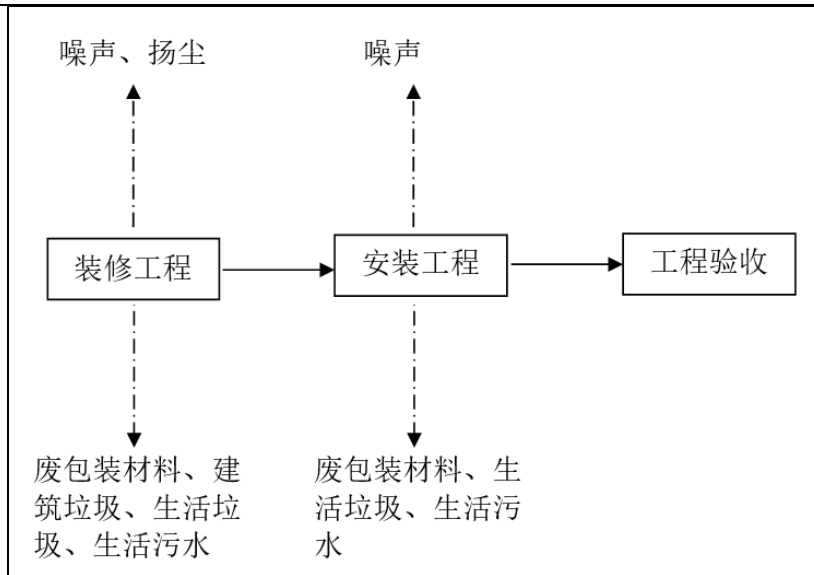 噪声、扬尘
噪声
装修工程
安装工程
工程验收
废包装材料、建
筑垃圾、生活垃
圾、生活污水
废包装材料、生
活垃圾、生活污
水